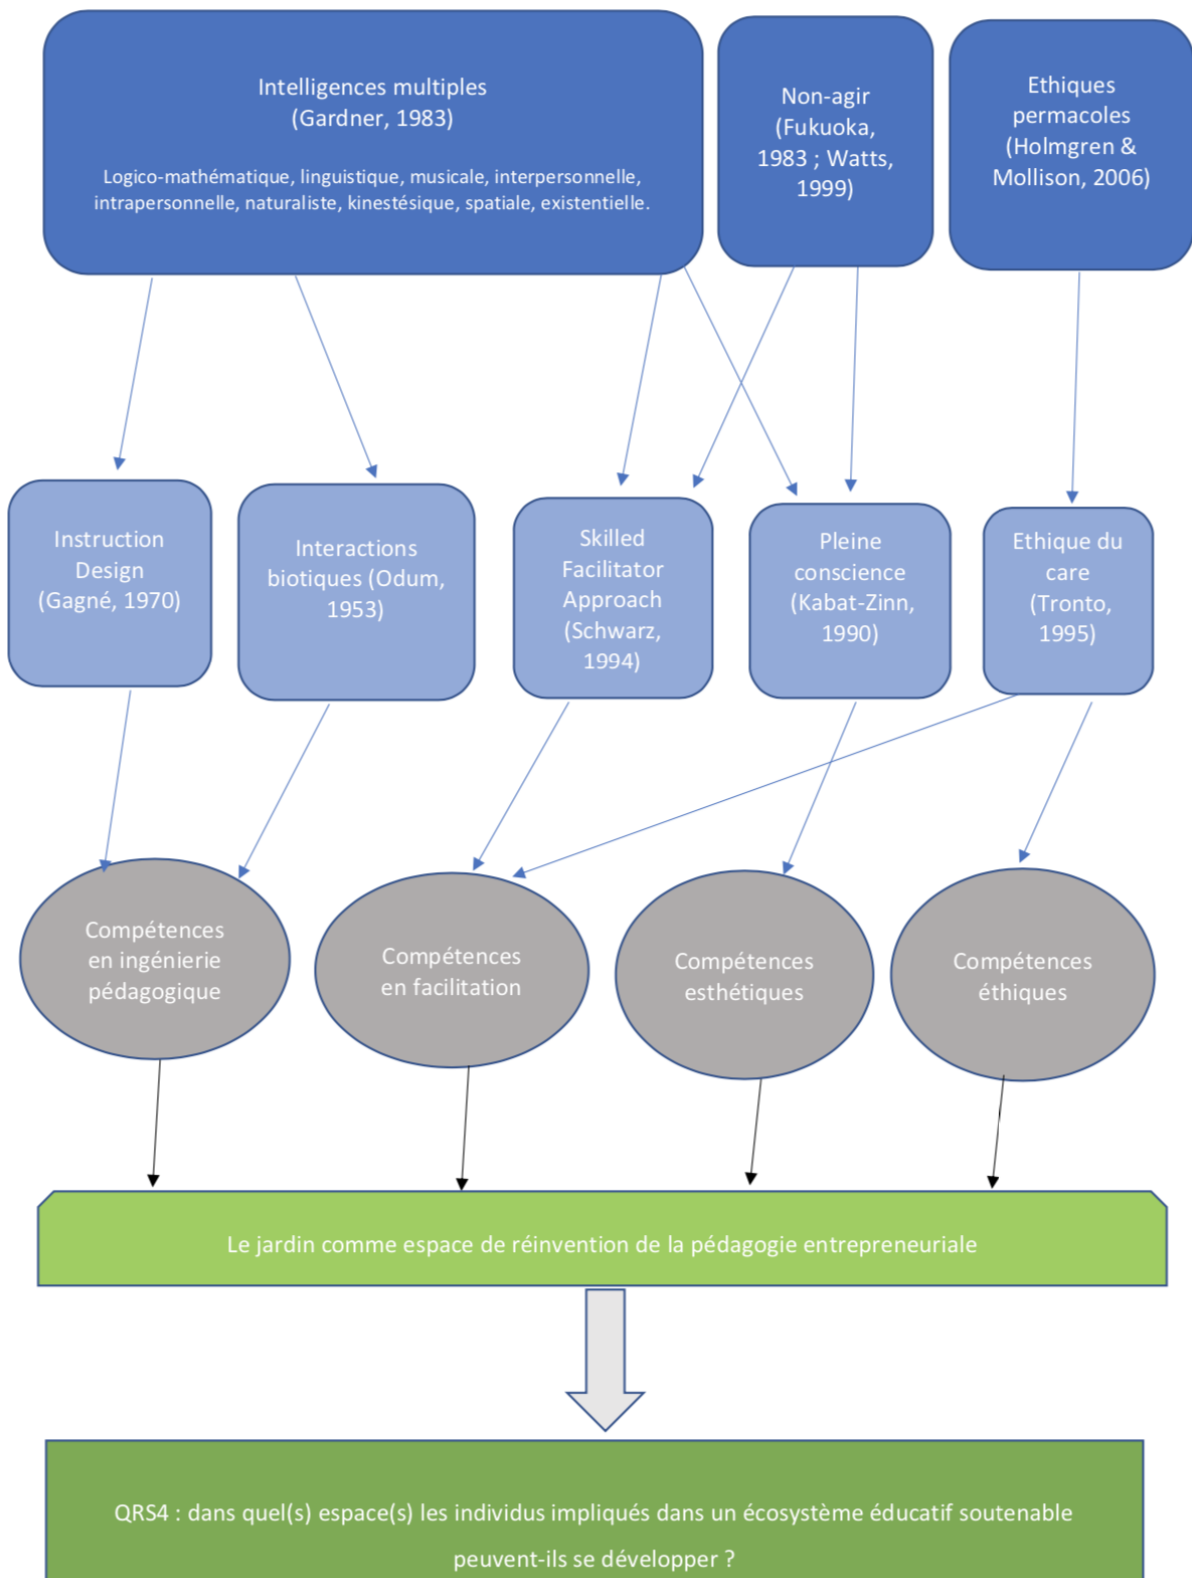 Intelligences multiples
(Gardner, 1983)
Logico-mathématique, linguistique, musicale, interpersonnelle,
intrapersonnelle, naturaliste, kinestésique, spatiale, existentielle.
Non-agir
(Fukuoka,
1983 ; Watts,
1999)
Ethiques
permacoles
(Holmgren &
Mollison, 2006)
Instruction
Design
(Gagné, 1970)
Interactions
biotiques (Odum,
1953)
Skilled
Facilitator
Approach
(Schwarz,
1994)
Pleine
conscience
(Kabat-Zinn,
1990)
Ethique du
care
(Tronto,
1995)
Compétences
en ingénierie
pédagogique
Compétences
en facilitation
Compétences
esthétiques
Compétences
éthiques
Le jardin comme espace de réinvention de la pédagogie entrepreneuriale
QRS4 : dans quel(s) espace(s) les individus impliqués dans un écosystème éducatif soutenable
peuvent-ils se développer ?